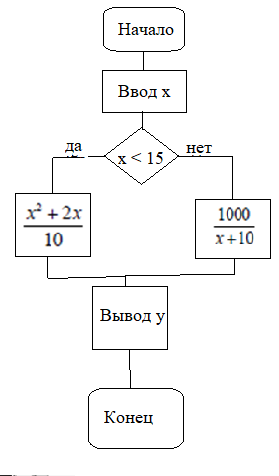 Начало
Ввод x
да
x < 15
нет
x² + 2x
10
1000
x+10
Вывод y
Конец